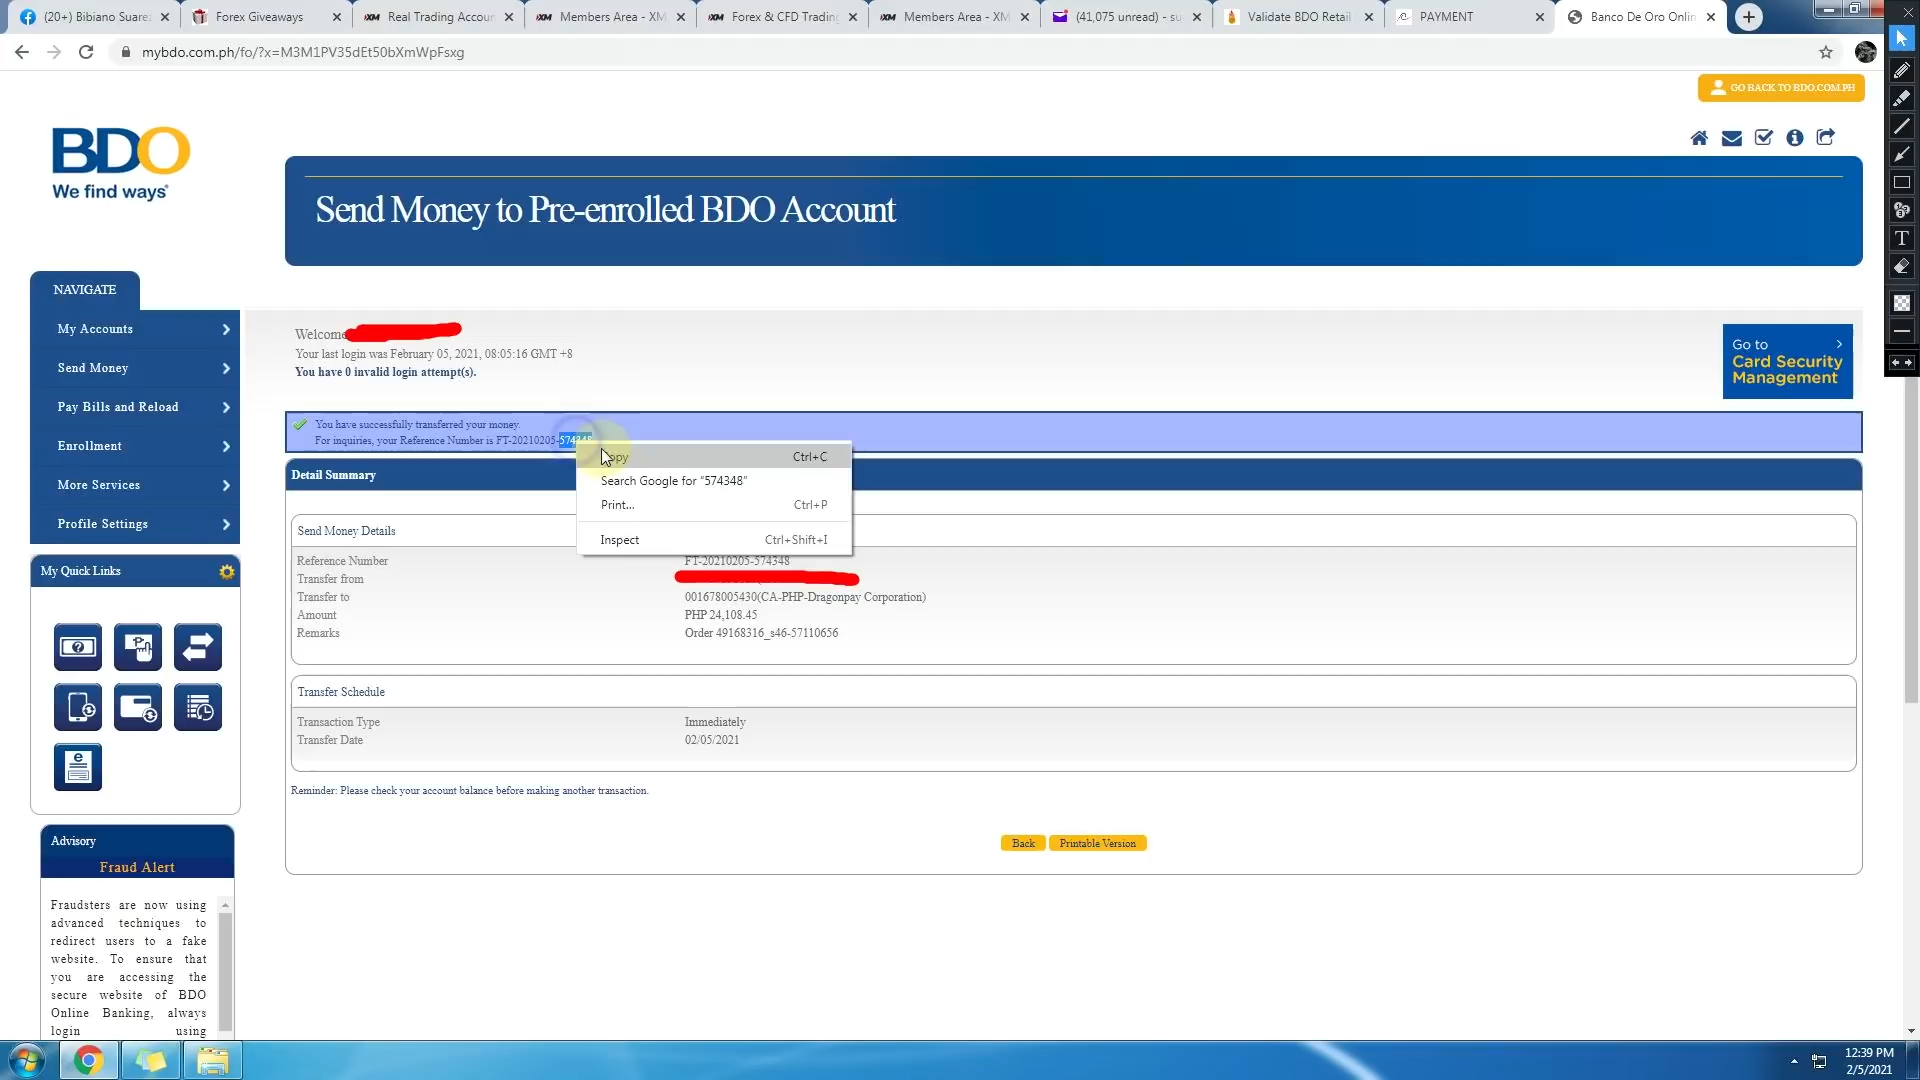 (20+) Bibiano Suare
Forex Giveaways
XM Real Trading Accou
XM Members Area - XM
XM Forex & CFD Trading
XM Members Area - XM
(41,075 unread) - su
Validate BDO Retail
PAYMENT
Banco De Oro Onlin
mybdo.com.ph/fo/?x=M3M1PV35dEt50bXmWpFsxg
GO BACK TO BDO.COM.PH
BDO
We find ways
Send Money to Pre-enrolled BDO Account
NAVIGATE
My Accounts
Send Money
Pay Bills and Reload
Enrollment
More Services
Profile Settings
Welcome
Your last login was February 05, 2021, 08:05:16 GMT +8
You have 0 invalid login attempt(s).
Go to
Card Security
Management
You have successfully transferred your money.
For inquiries, your Reference Number is FT-20210205-574348
Copy Ctrl+C
Search Google for "574348"
Print... Ctrl+P
Inspect Ctrl+Shift+I
Detail Summary
Send Money Details
Reference Number FT-20210205-574348
Transfer from
Transfer to 001678005430(CA-PHP-Dragonpay Corporation)
Amount PHP 24,108.45
Remarks Order 49168316_s46-57110656
Transfer Schedule
Transaction Type Immediately
Transfer Date 02/05/2021
Reminder: Please check your account balance before making another transaction.
Back Printable Version
My Quick Links
Advisory
Fraud Alert
Fraudsters are now using
advanced techniques to
redirect users to a fake
website. To ensure that
you are accessing the
secure website of BDO
Online Banking, always
login using
T
12:39 PM
2/5/2021